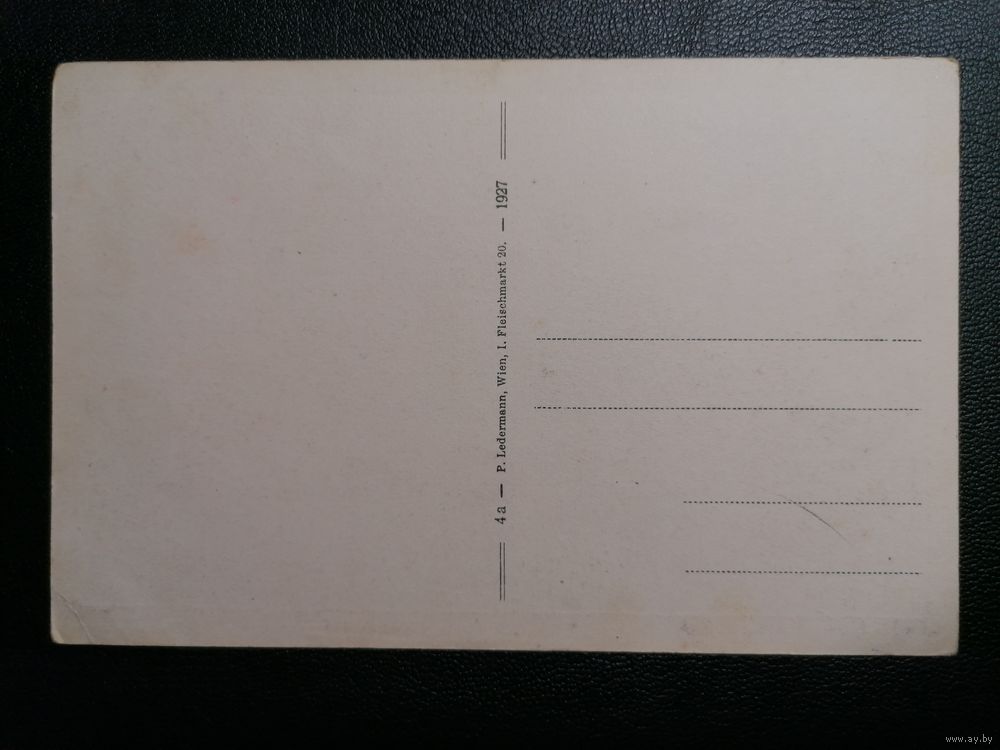 4 a — P. Ledermann, Wien, I. Fleischmarkt 20. — 1927
www.ay.by